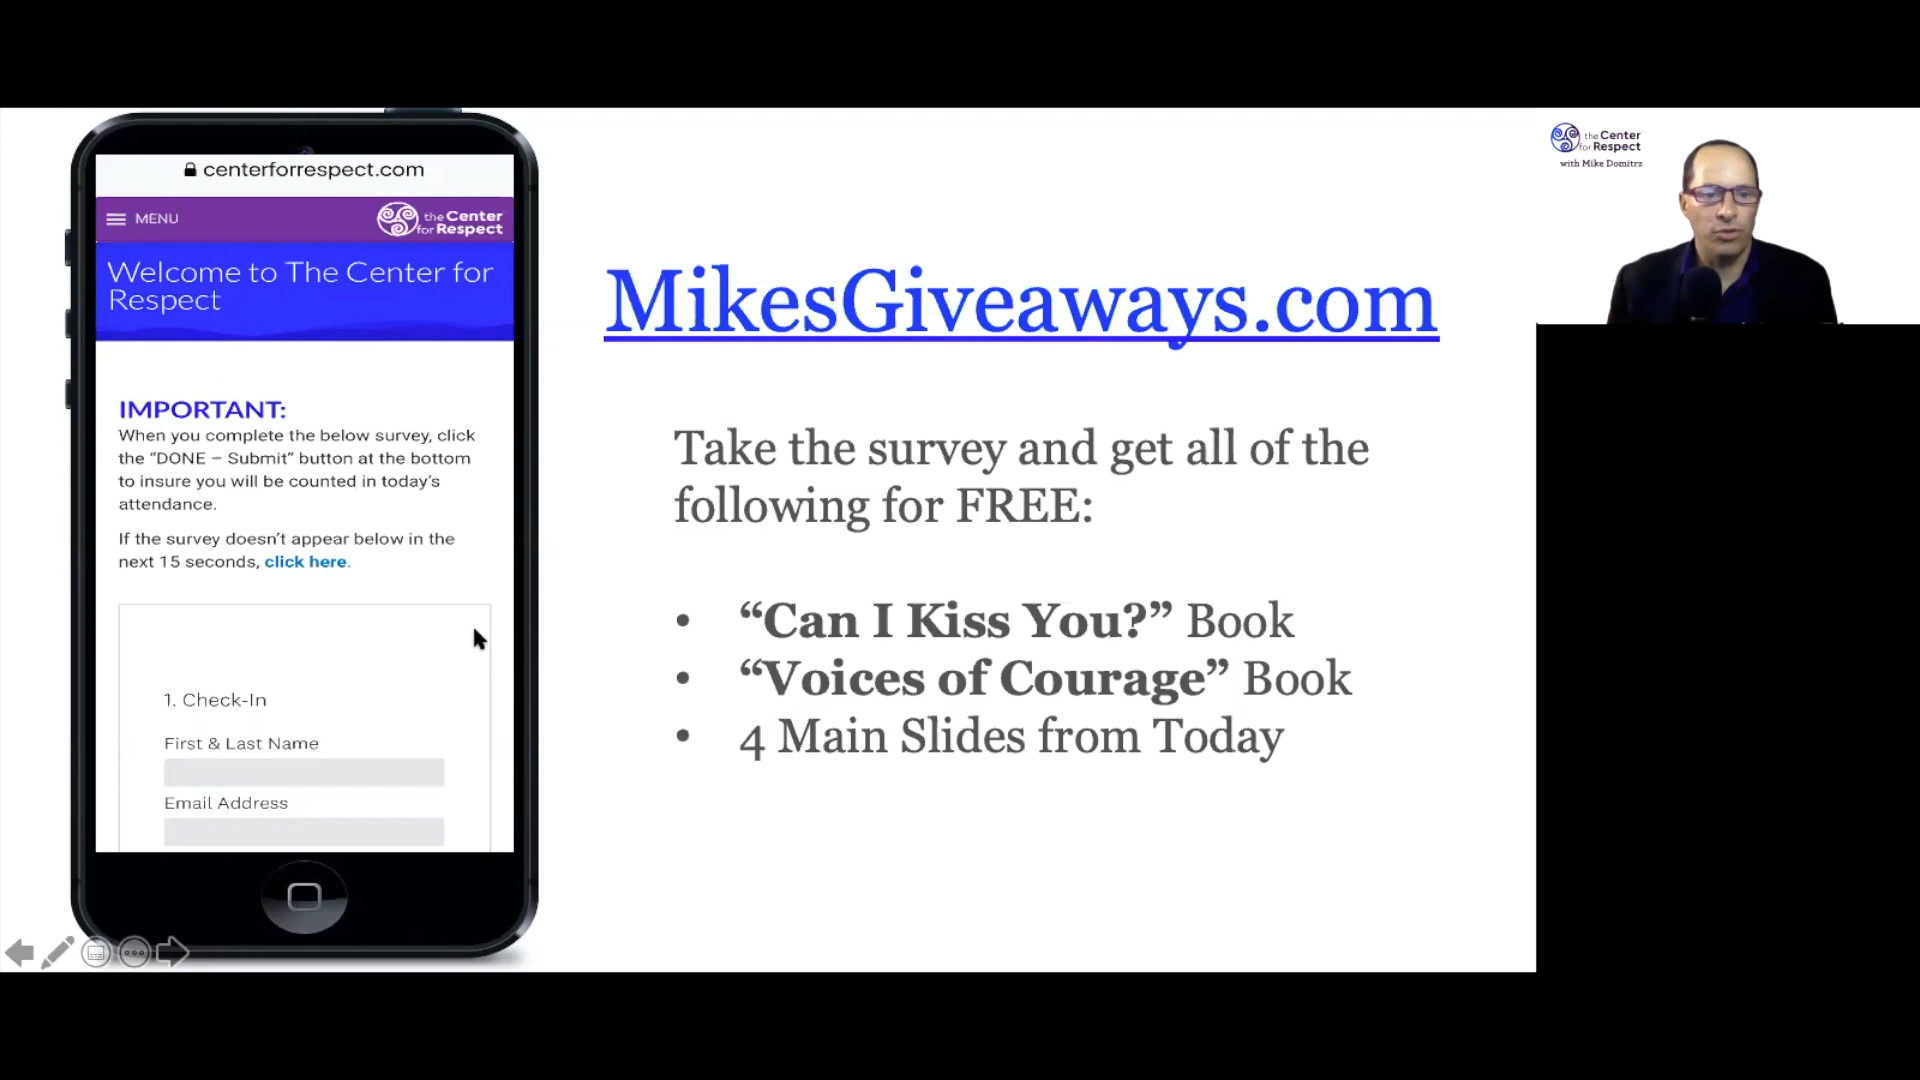 centerforrespect.com
MENU
the Center
for Respect
Welcome to The Center for
Respect
IMPORTANT:
When you complete the below survey, click
the “DONE – Submit” button at the bottom
to insure you will be counted in today’s
attendance.
If the survey doesn’t appear below in the
next 15 seconds, click here.
1. Check-In
First & Last Name
Email Address
MikesGiveaways.com
Take the survey and get all of the
following for FREE:
• “Can I Kiss You?” Book
• “Voices of Courage” Book
• 4 Main Slides from Today
the Center
for Respect
with Mike Domitrz